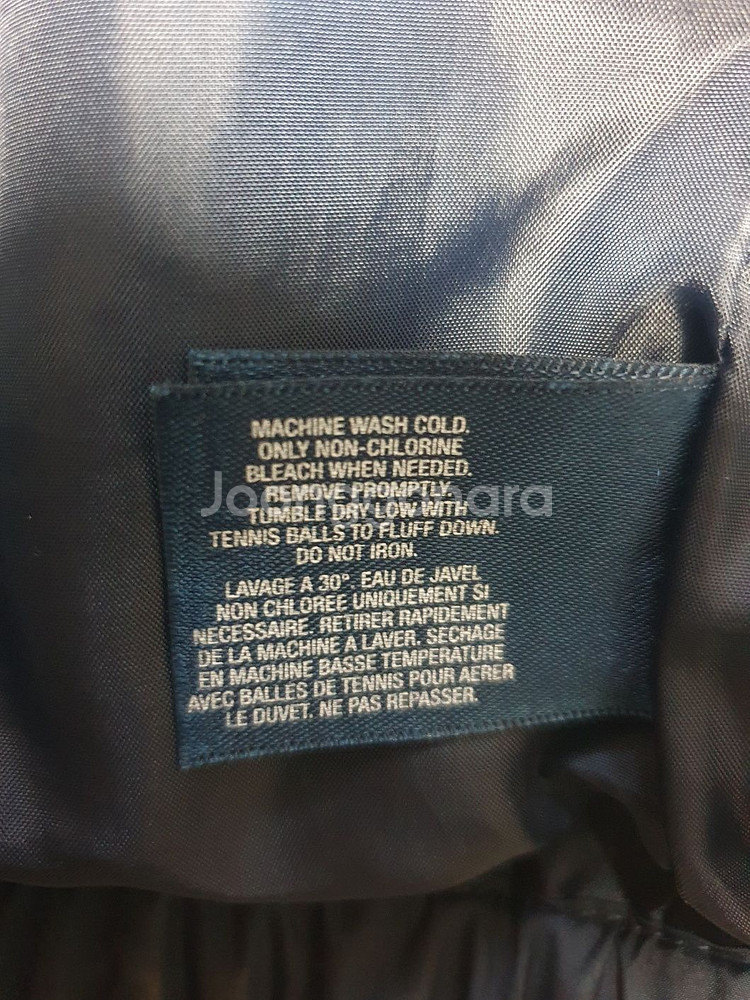 MACHINE WASH COLD.
ONLY NON-CHLORINE
BLEACH WHEN NEEDED.
REMOVE PROMPTLY.
TUMBLE DRY LOW WITH
TENNIS BALLS TO FLUFF DOWN.
DO NOT IRON.
LAVAGE A 30°. EAU DE JAVEL
NON CHLOREE UNIQUEMENT SI
NECESSAIRE. RETIRER RAPIDEMENT
DE LA MACHINE A LAVER. SECHAGE
EN MACHINE BASSE TEMPERATURE
AVEC BALLES DE TENNIS POUR AERER
LE DUVET. NE PAS REPASSER.
Joonggonara